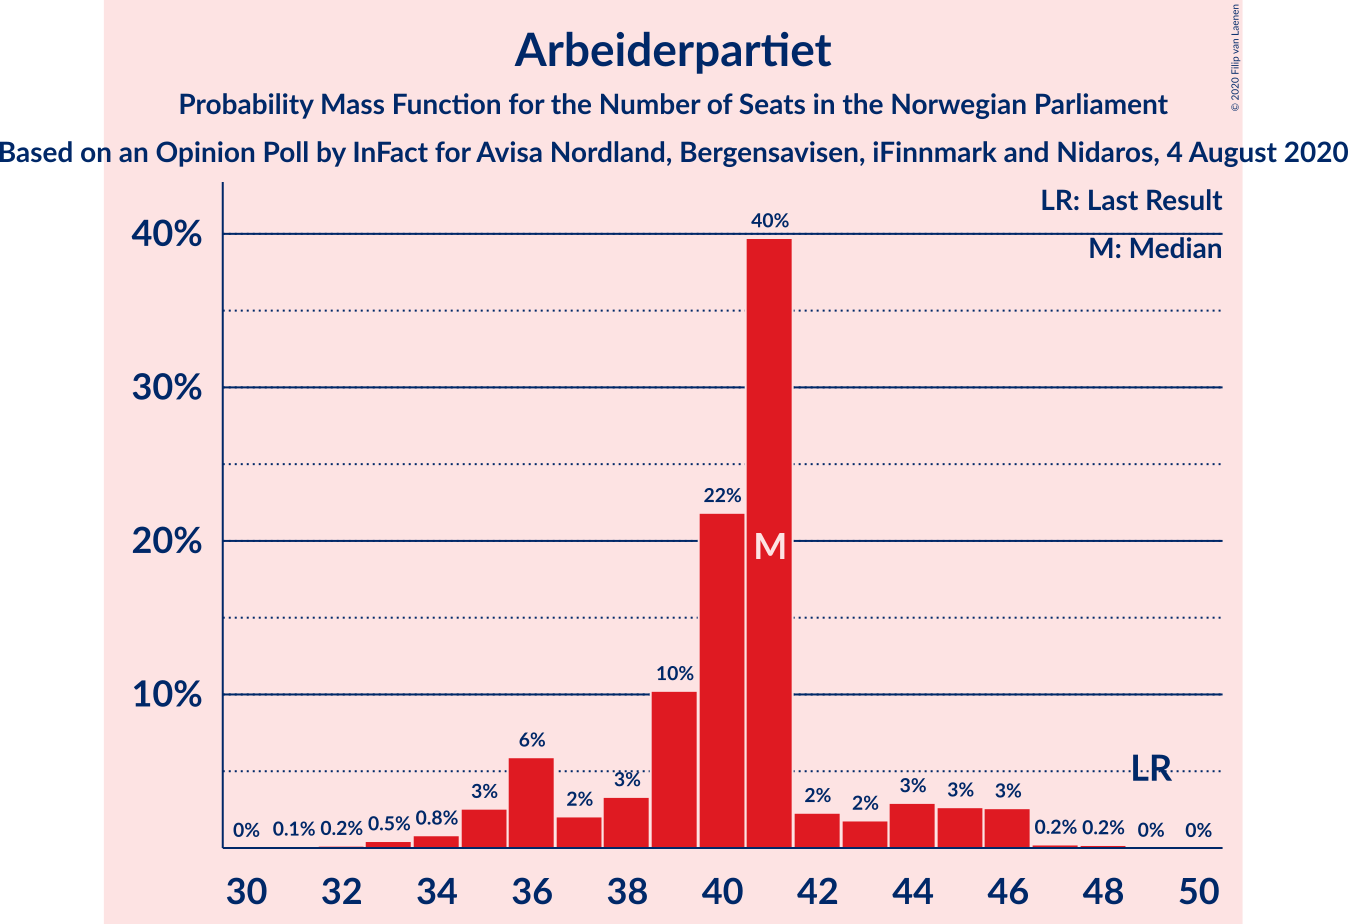 Arbeiderpartiet
Probability Mass Function for the Number of Seats in the Norwegian Parliament
Based on an Opinion Poll by InFact for Avisa Nordland, Bergensavisen, iFinnmark and Nidaros, 4 August 2020
© 2020 Filip van Laenen
LR: Last Result
M: Median
40%
30%
20%
10%
0% 0.1% 0.2% 0.5% 0.8% 3% 6% 2% 3% 10% 22% 40% 2% 2% 3% 3% 3% 0.2% 0.2% 0% 0%
M
LR
30 32 34 36 38 40 42 44 46 48 50